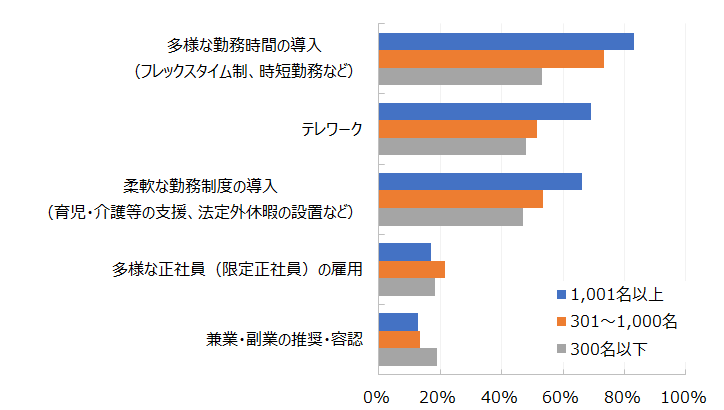 多様な勤務時間の導入
（フレックスタイム制、時短勤務など）
テレワーク
柔軟な勤務制度の導入
（育児・介護等の支援、法定外休暇の設置など）
多様な正社員（限定正社員）の雇用
兼業・副業の推奨・容認
1,001名以上
301～1,000名
300名以下
0% 20% 40% 60% 80% 100%